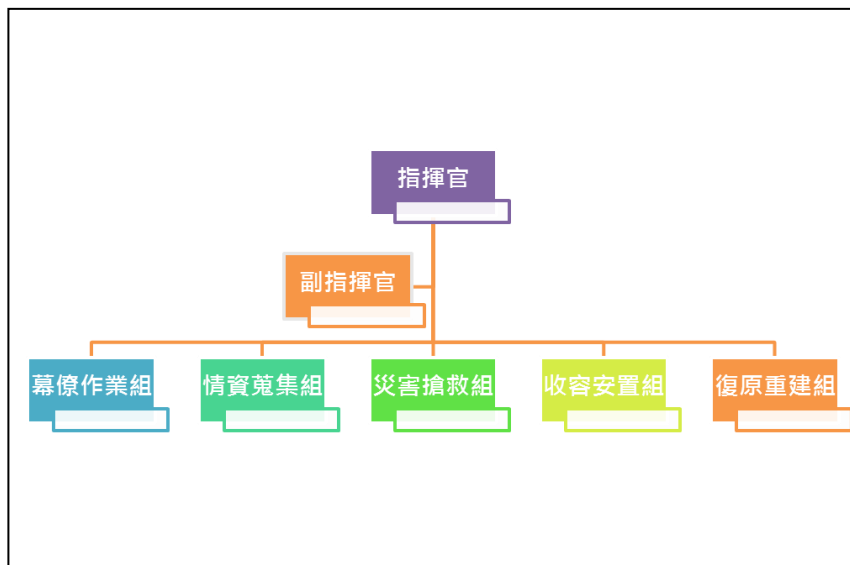 指揮官
副指揮官
幕僚作業組
情資蒐集組
災害搶救組
收容安置組
復原重建組